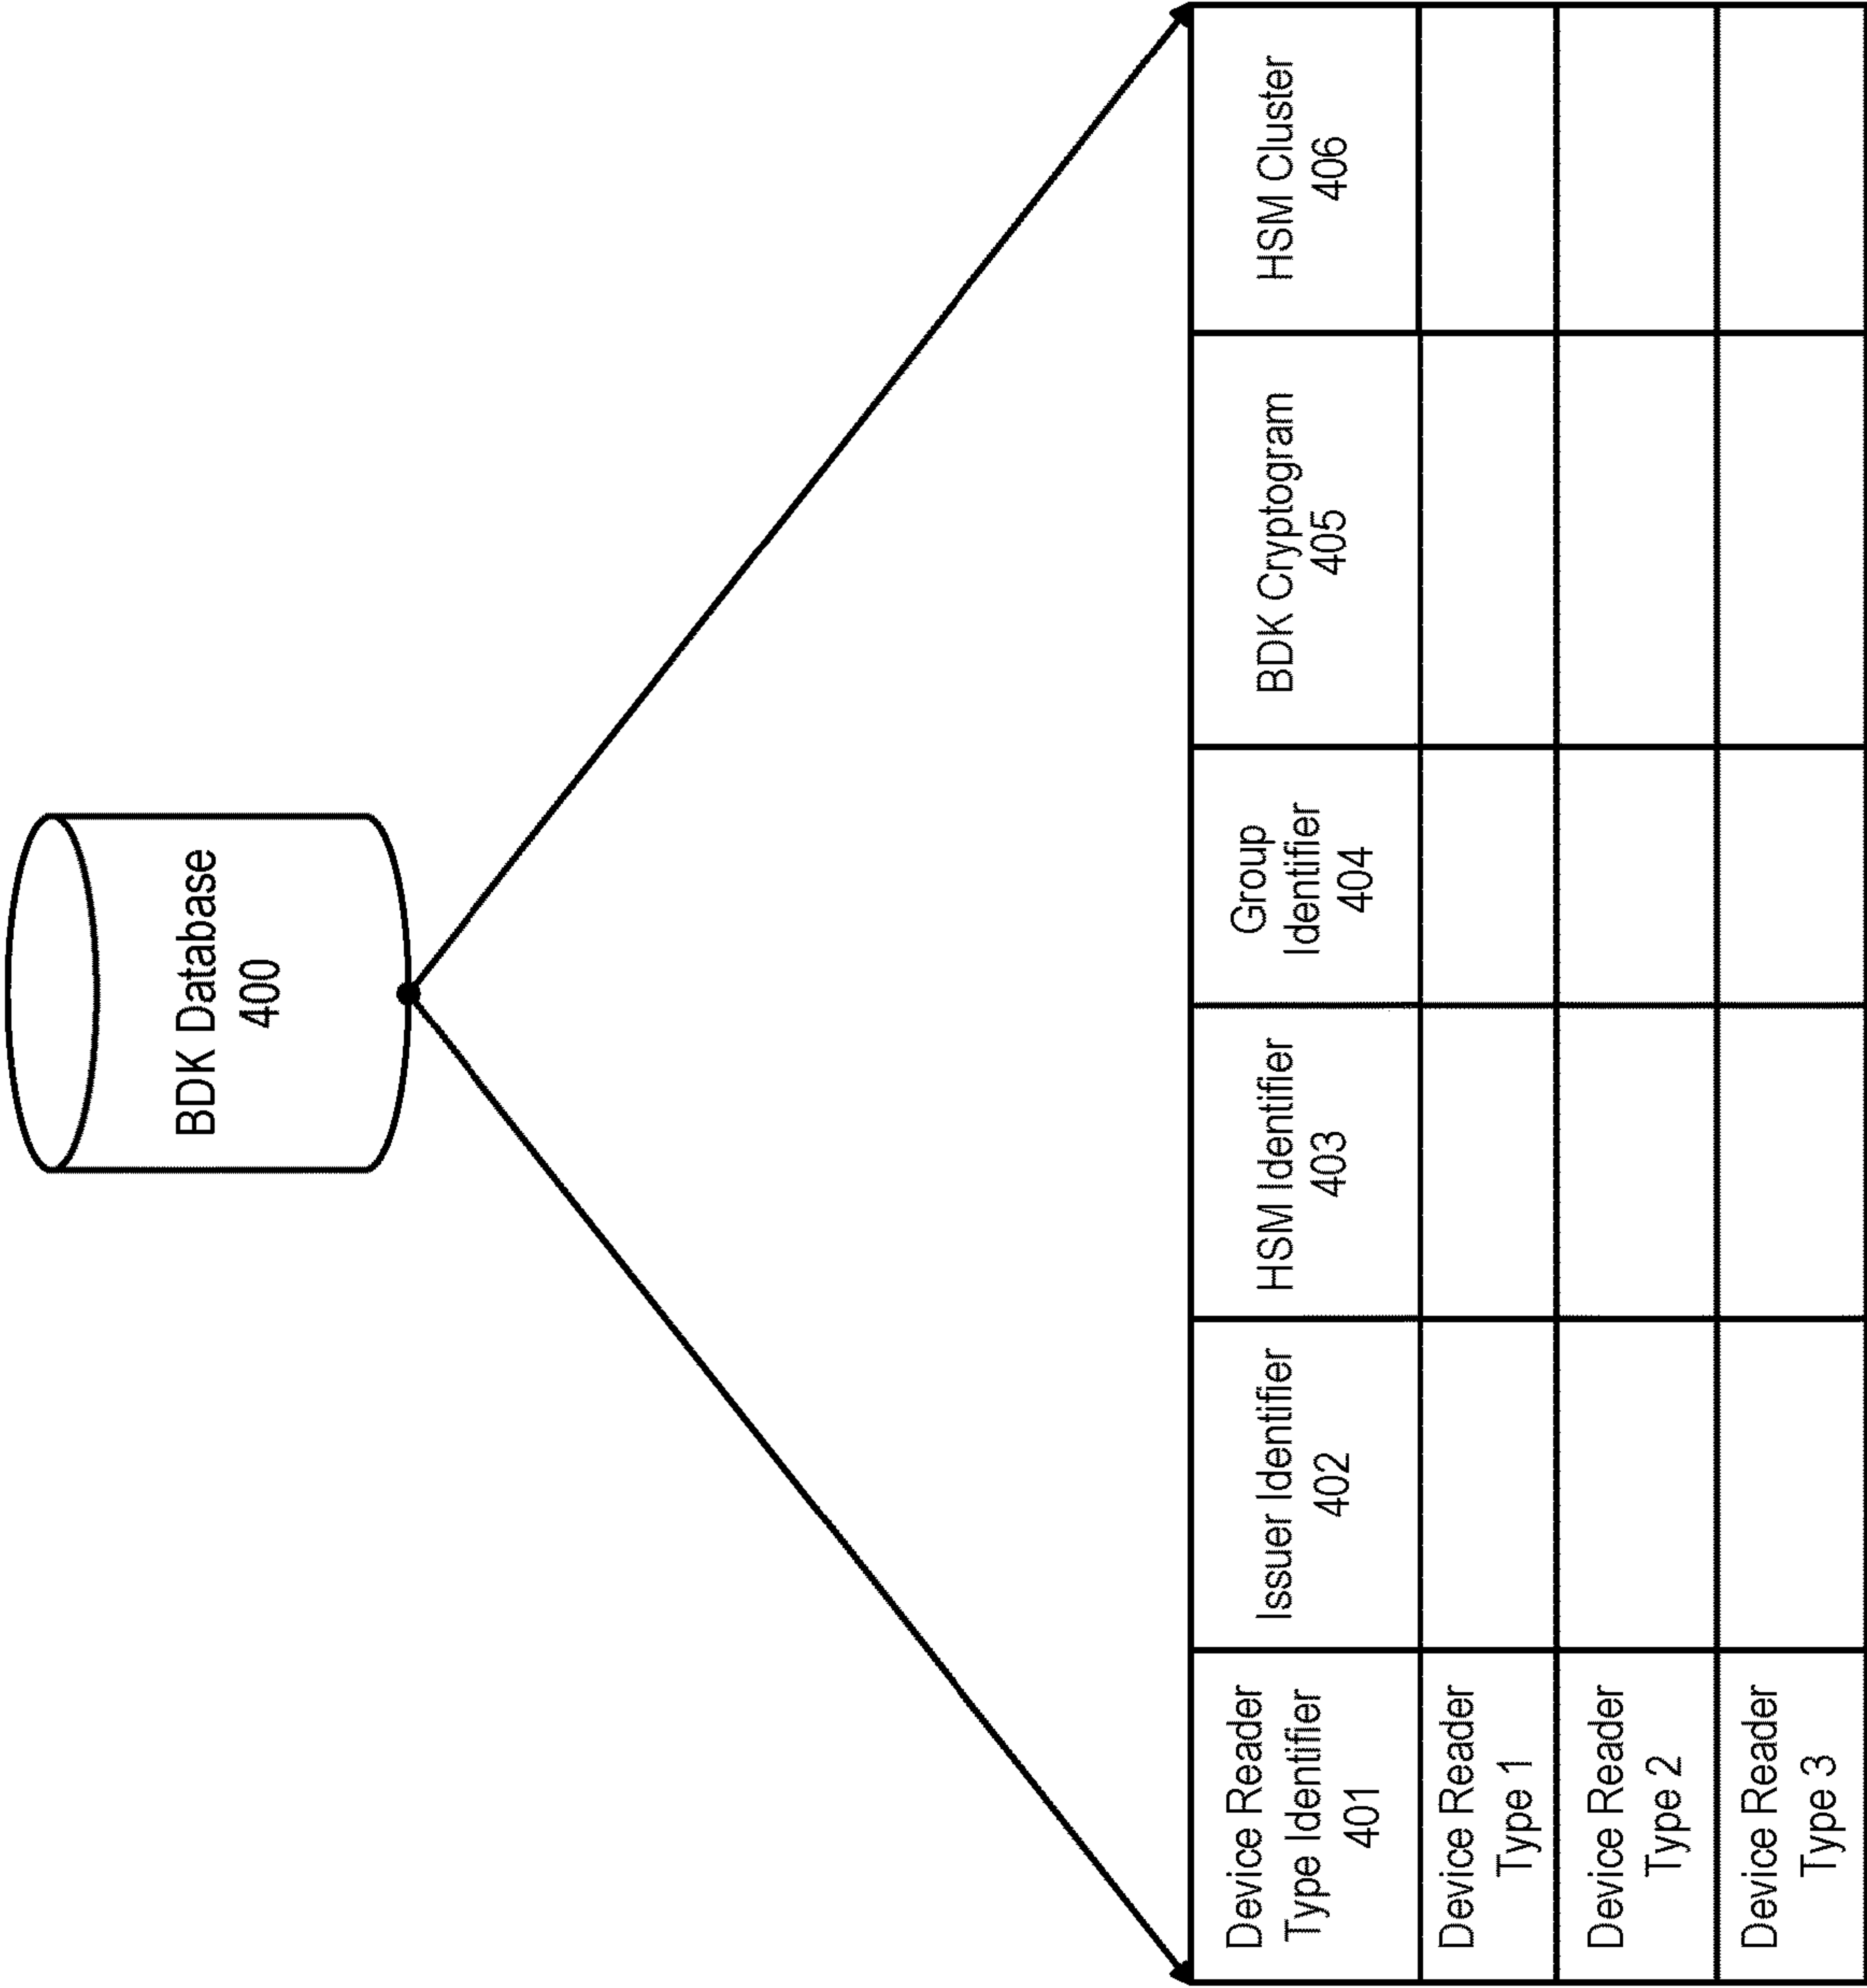 BDK Database
400
Device Reader
Type Identifier
401
Issuer Identifier
402
HSM Identifier
403
Group
Identifier
404
BDK Cryptogram
405
HSM Cluster
406
Device Reader
Type 1
Device Reader
Type 2
Device Reader
Type 3